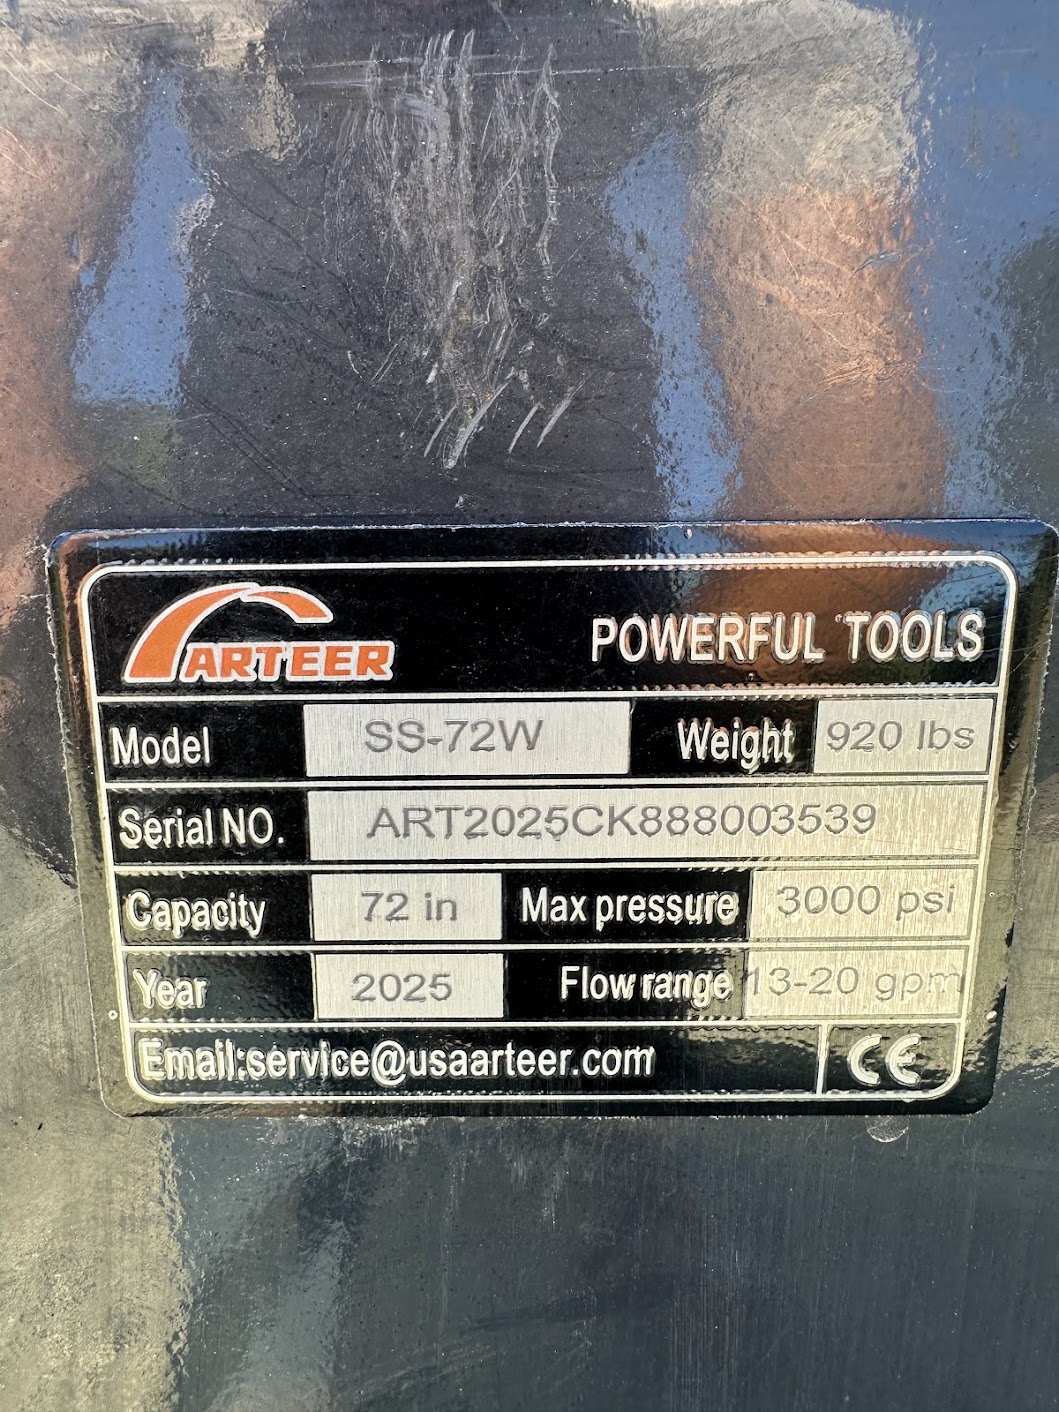 ARTEER POWERFUL TOOLS
Model SS-72W Weight 920 lbs
Serial NO. ART2025CK888003539
Capacity 72 in Max pressure 3000 psi
Year 2025 Flow range 13-20 gpm
Email:service@usaarteer.com CE